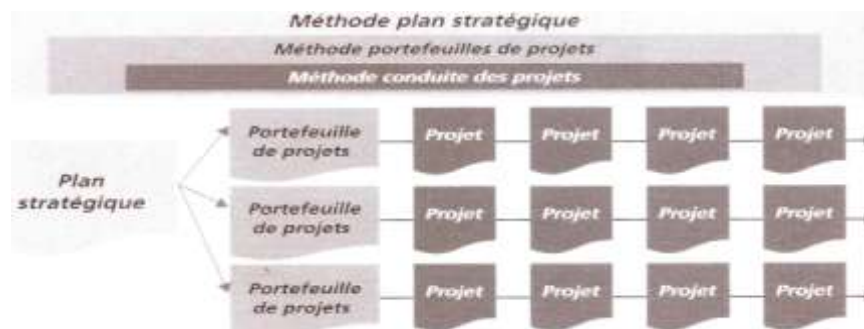 Méthode plan stratégique
Méthode portefeuilles de projets
Méthode conduite des projets
Portefeuille
de projets
Projet
Projet
Projet
Projet
Plan
stratégique
Portefeuille
de projets
Projet
Projet
Projet
Projet
Portefeuille
de projets
Projet
Projet
Projet
Projet